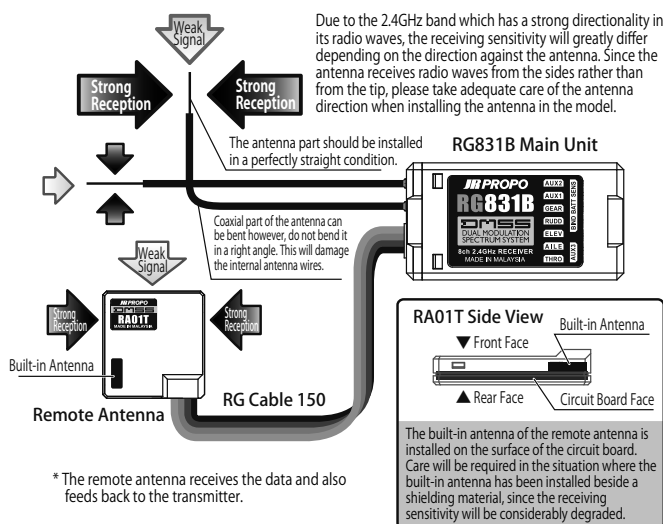 Due to the 2.4GHz band which has a strong directionality in
its radio waves, the receiving sensitivity will greatly differ
depending on the direction against the antenna. Since the
antenna receives radio waves from the sides rather than
from the tip, please take adequate care of the antenna
direction when installing the antenna in the model.
Weak
Signal
Strong
Reception
Strong
Reception
The antenna part should be installed
in a perfectly straight condition.
RG831B Main Unit
Coaxial part of the antenna can
be bent however, do not bend it
in a right angle. This will damage
the internal antenna wires.
JR PROPO
RG831B
DMSS
DUAL MODULATION
SPECTRUM SYSTEM
8ch 2.4GHz RECEIVER
MADE IN MALAYSIA
AUX2
AUX1
GEAR
RUDD
ELEV
AILE
THRO
BIND BATT SENS
AUX3
Weak
Signal
Strong
Reception
Strong
Reception
JR PROPO
DMSS
RA01T
MADE IN MALAYSIA
Built-in Antenna
Remote Antenna
RG Cable 150
* The remote antenna receives the data and also
feeds back to the transmitter.
RA01T Side View
Built-in Antenna
▼ Front Face
▲ Rear Face
Circuit Board Face
The built-in antenna of the remote antenna is
installed on the surface of the circuit board.
Care will be required in the situation where the
built-in antenna has been installed beside a
shielding material, since the receiving
sensitivity will be considerably degraded.